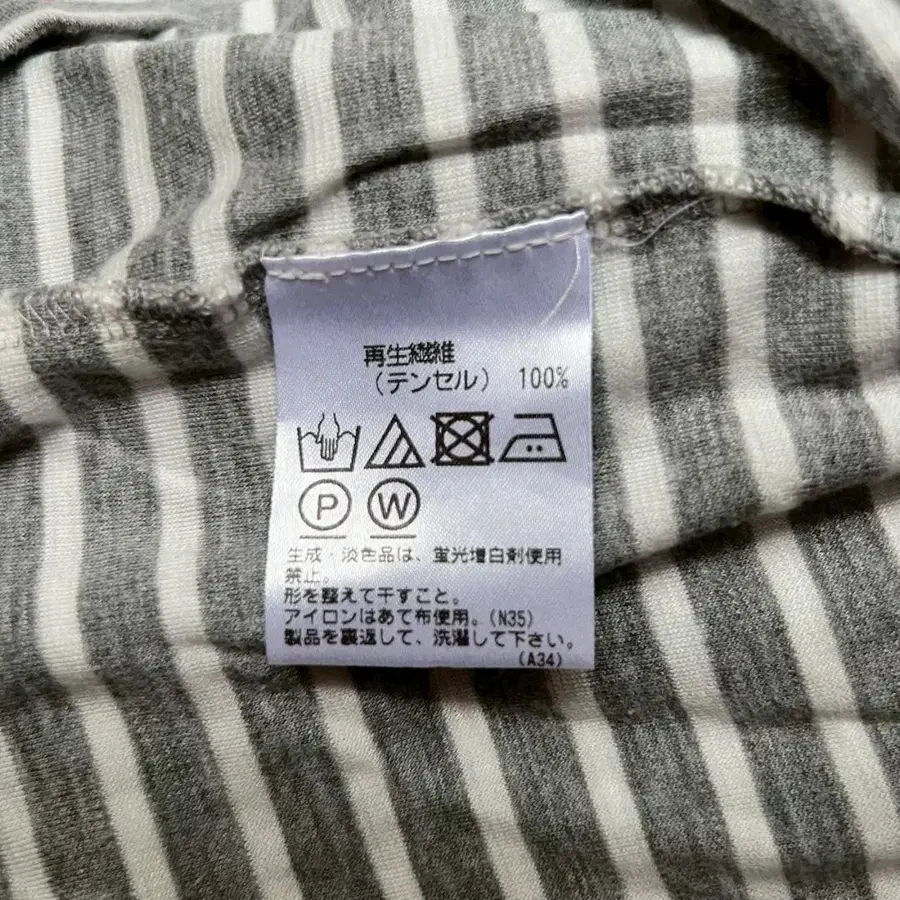 再生繊維
（テンセル） 100%
P W
生成・淡色品は、蛍光増白剤使用
禁止。
形を整えて干すこと。
アイロンはあて布使用。(N35)
製品を裏返して、洗濯して下さい。
(A34)